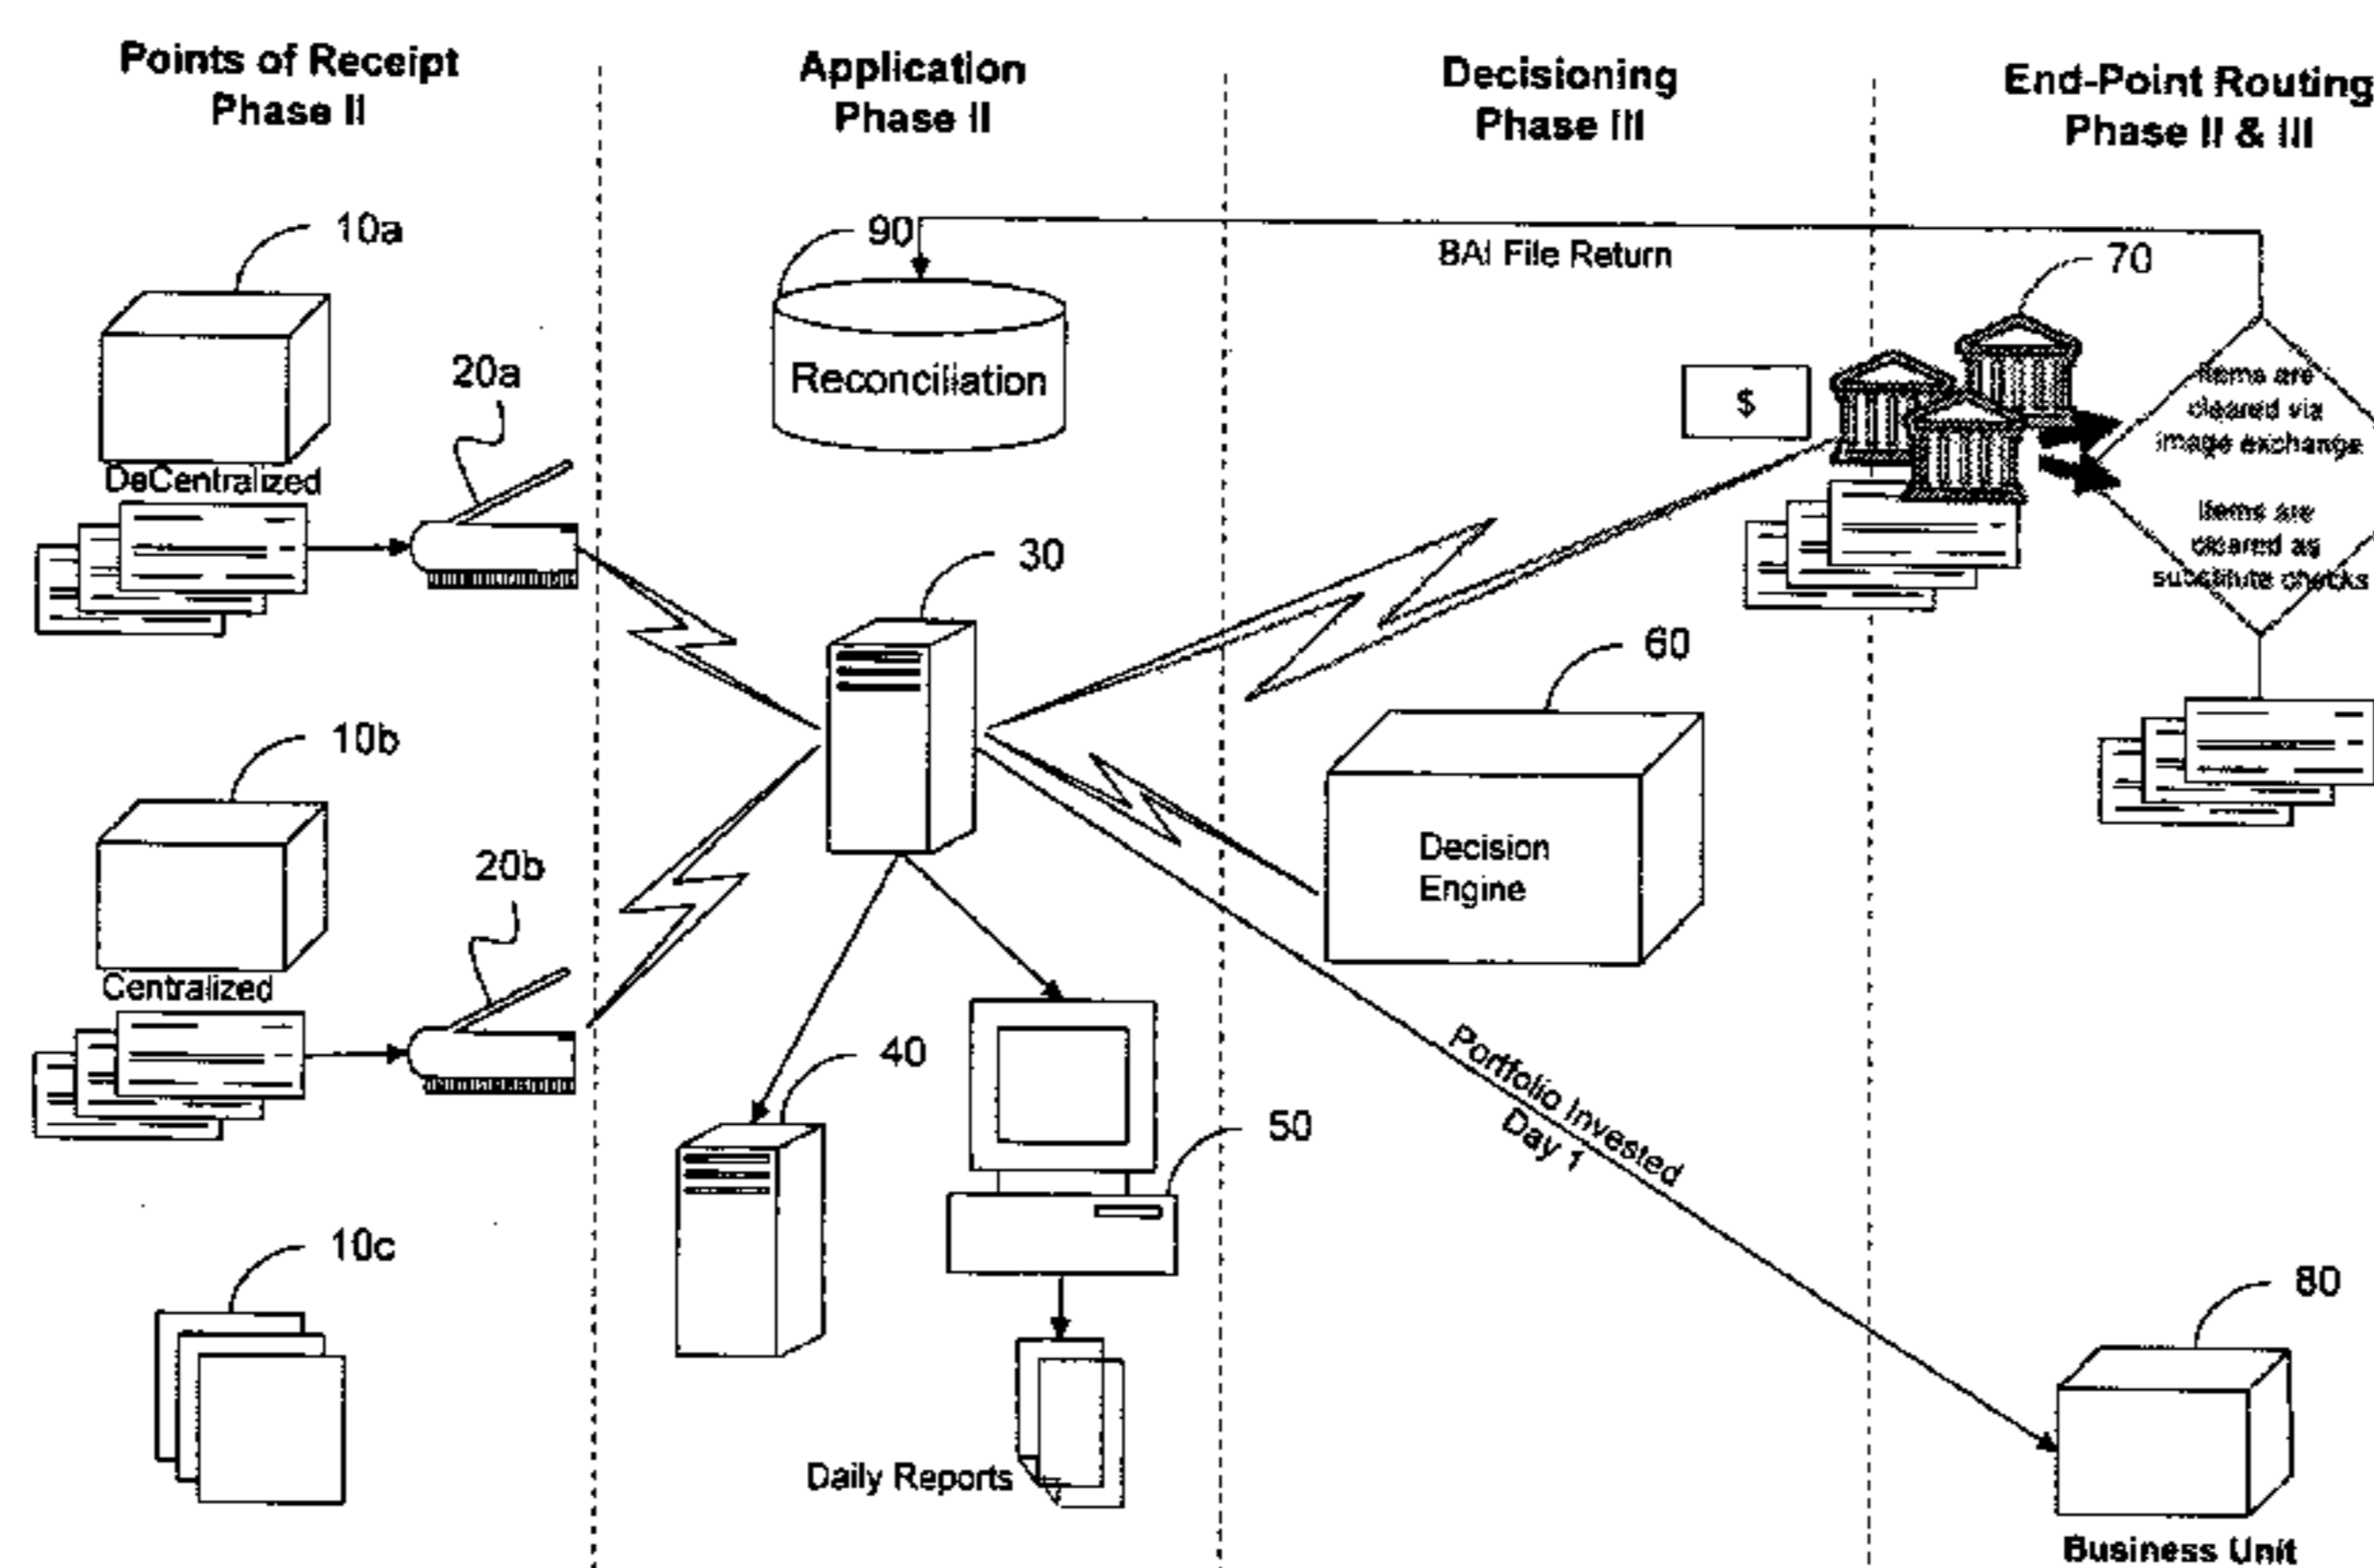 Points of Receipt
Phase II
Application
Phase II
Decisioning
Phase III
End-Point Routing
Phase II & III
10a
90
BAI File Return
70
20a
Reconciliation
$
Items are
cleared via
image exchange
DeCentralized
Items are
cleared as
substitute checks
30
60
10b
20b
Decision
Engine
Centralized
40
Portfolio Invested
Day 1
50
10c
80
Daily Reports
Business Unit